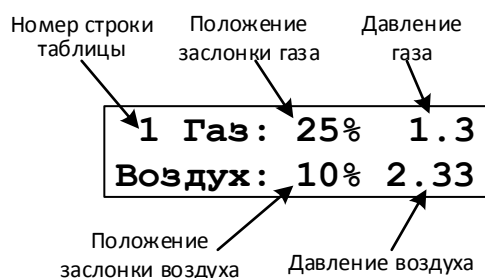 Номер строки
таблицы
Положение
заслонки газа
Давление
газа
1 Газ: 25% 1.3
Воздух: 10% 2.33
Положение
заслонки воздуха
Давление воздуха